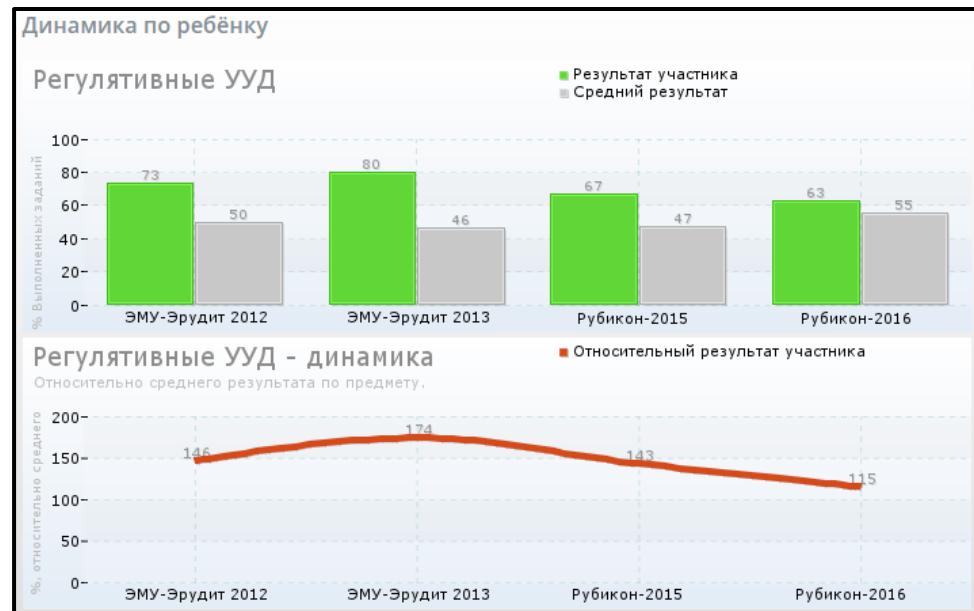 Динамика по ребёнку
Регулятивные УУД
Результат участника
Средний результат
% Выполненных заданий
100
80
60
40
20
0
73
50
80
46
67
47
63
55
ЭМУ-Эрудит 2012
ЭМУ-Эрудит 2013
Рубикон-2015
Рубикон-2016
Регулятивные УУД - динамика
Относительно среднего результата по предмету.
Относительный результат участника
%, относительно среднего
200
150
100
50
0
146
174
143
115
ЭМУ-Эрудит 2012
ЭМУ-Эрудит 2013
Рубикон-2015
Рубикон-2016